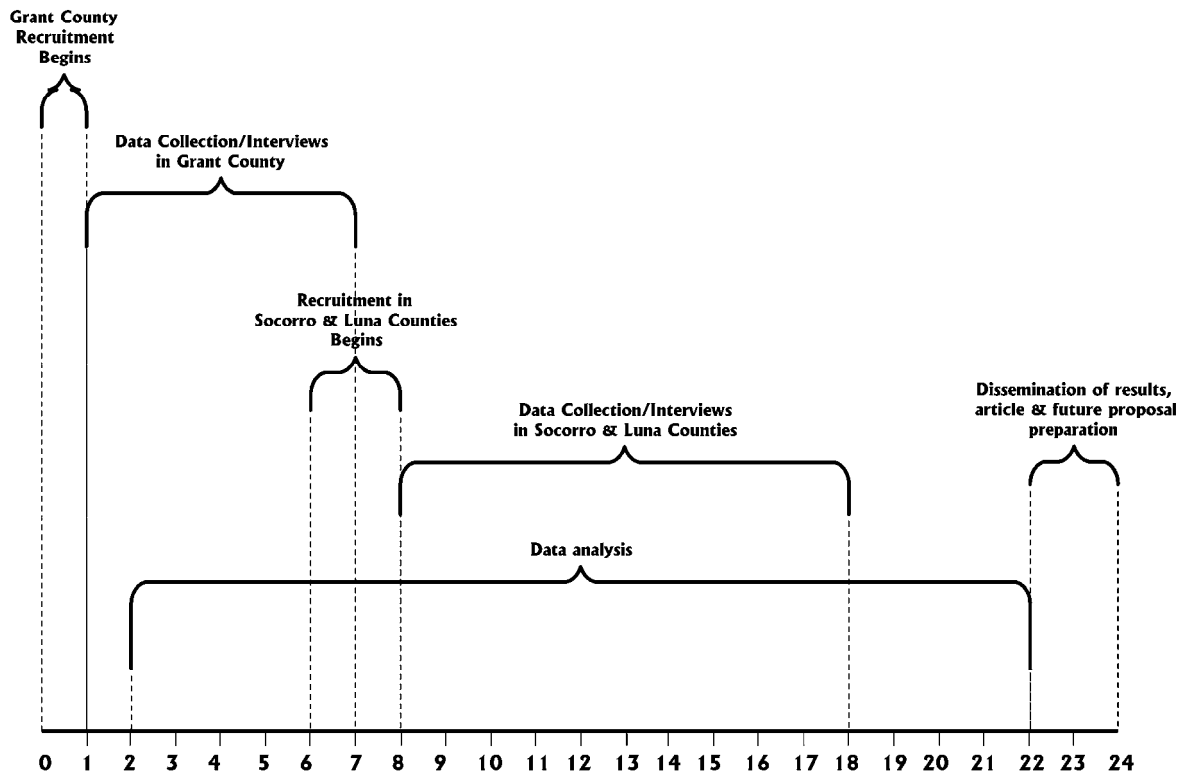 Grant County
Recruitment
Begins
Data Collection/Interviews
in Grant County
Recruitment in
Socorro & Luna Counties
Begins
Data Collection/Interviews
in Socorro & Luna Counties
Dissemination of results,
article & future proposal
preparation
Data analysis
0 1 2 3 4 5 6 7 8 9 10 11 12 13 14 15 16 17 18 19 20 21 22 23 24